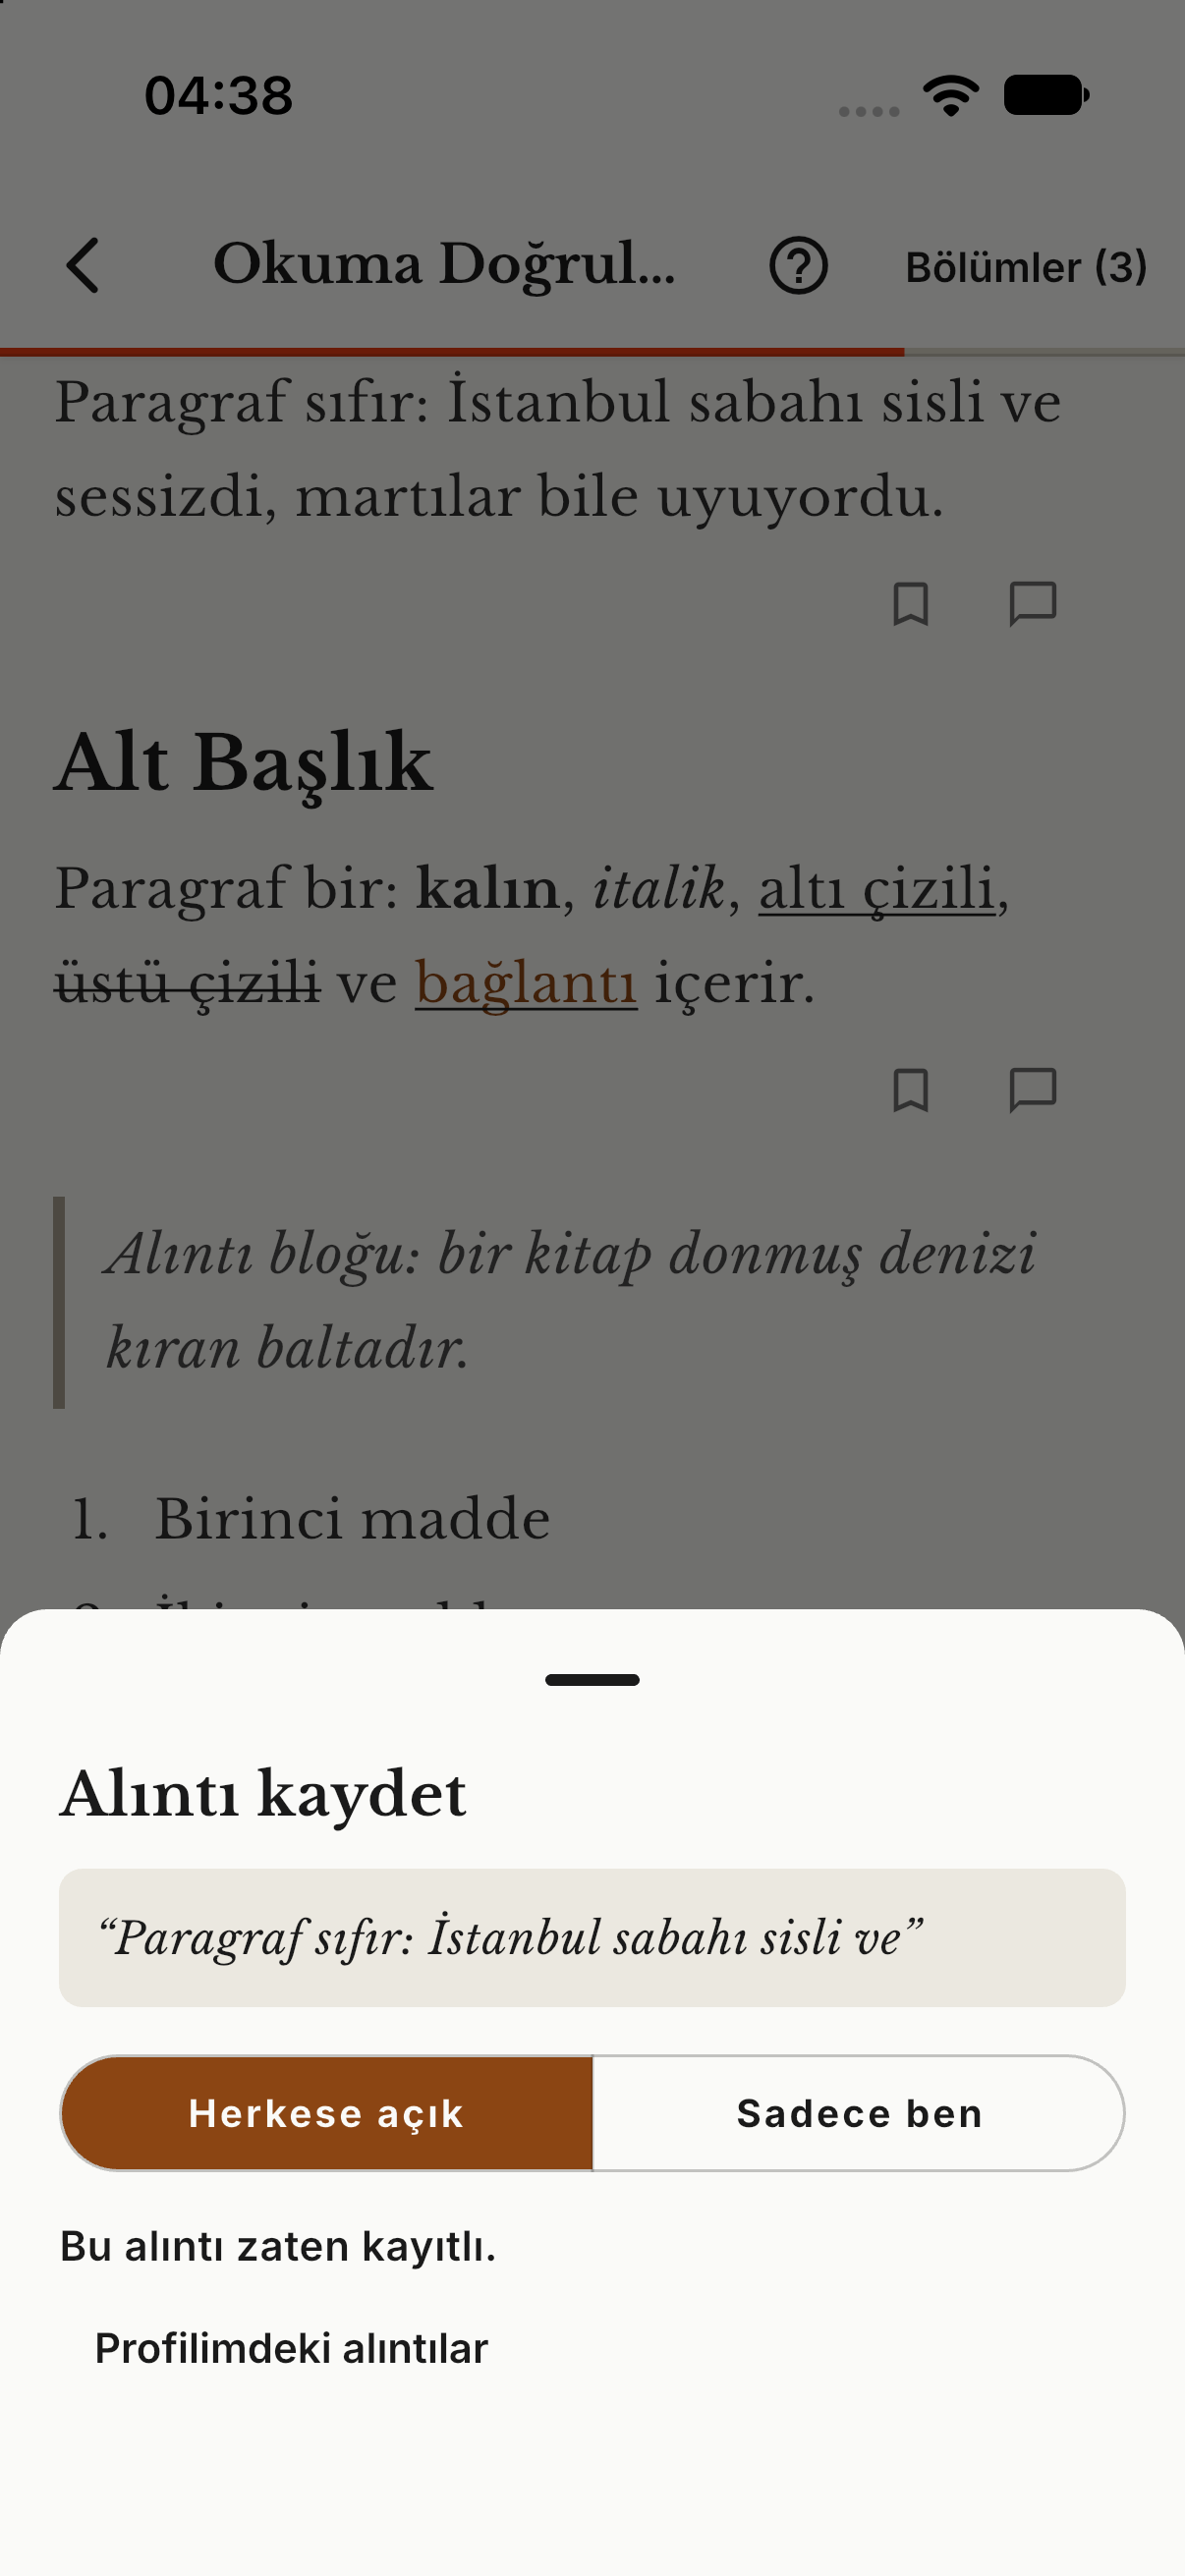 04:38
Okuma Doğrul...
Bölümler (3)
Paragraf sıfır: İstanbul sabahı sisli ve
sessizdi, martılar bile uyuyordu.
Alt Başlık
Paragraf bir: kalın, italik, altı çizili,
üstü çizili ve bağlantı içerir.
Alıntı bloğu: bir kitap donmuş denizi
kıran baltadır.
1. Birinci madde
Alıntı kaydet
“Paragraf sıfır: İstanbul sabahı sisli ve”
Herkese açık
Sadece ben
Bu alıntı zaten kayıtlı.
Profilimdeki alıntılar